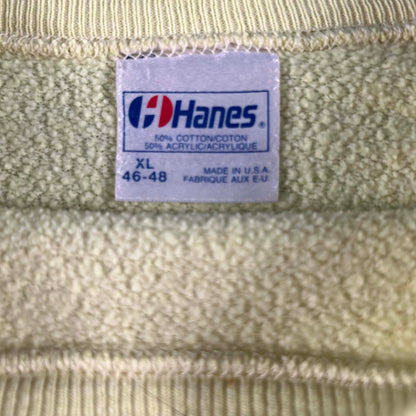 Hanes®
50% COTTON/COTON
50% ACRYLIC/ACRYLIQUE
XL
46-48
MADE IN U.S.A.
FABRIQUE AUX E-U.